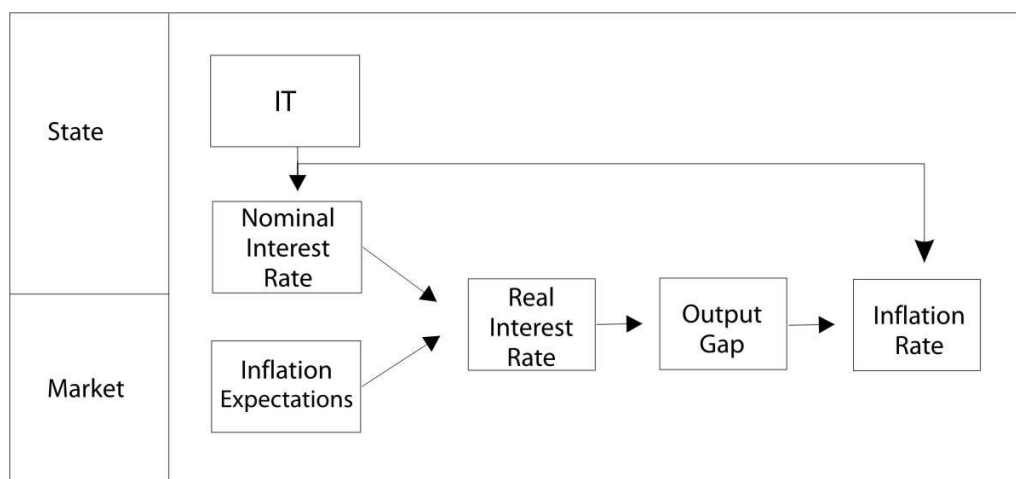 State
IT
Nominal
Interest
Rate
Market
Inflation
Expectations
Real
Interest
Rate
Output
Gap
Inflation
Rate